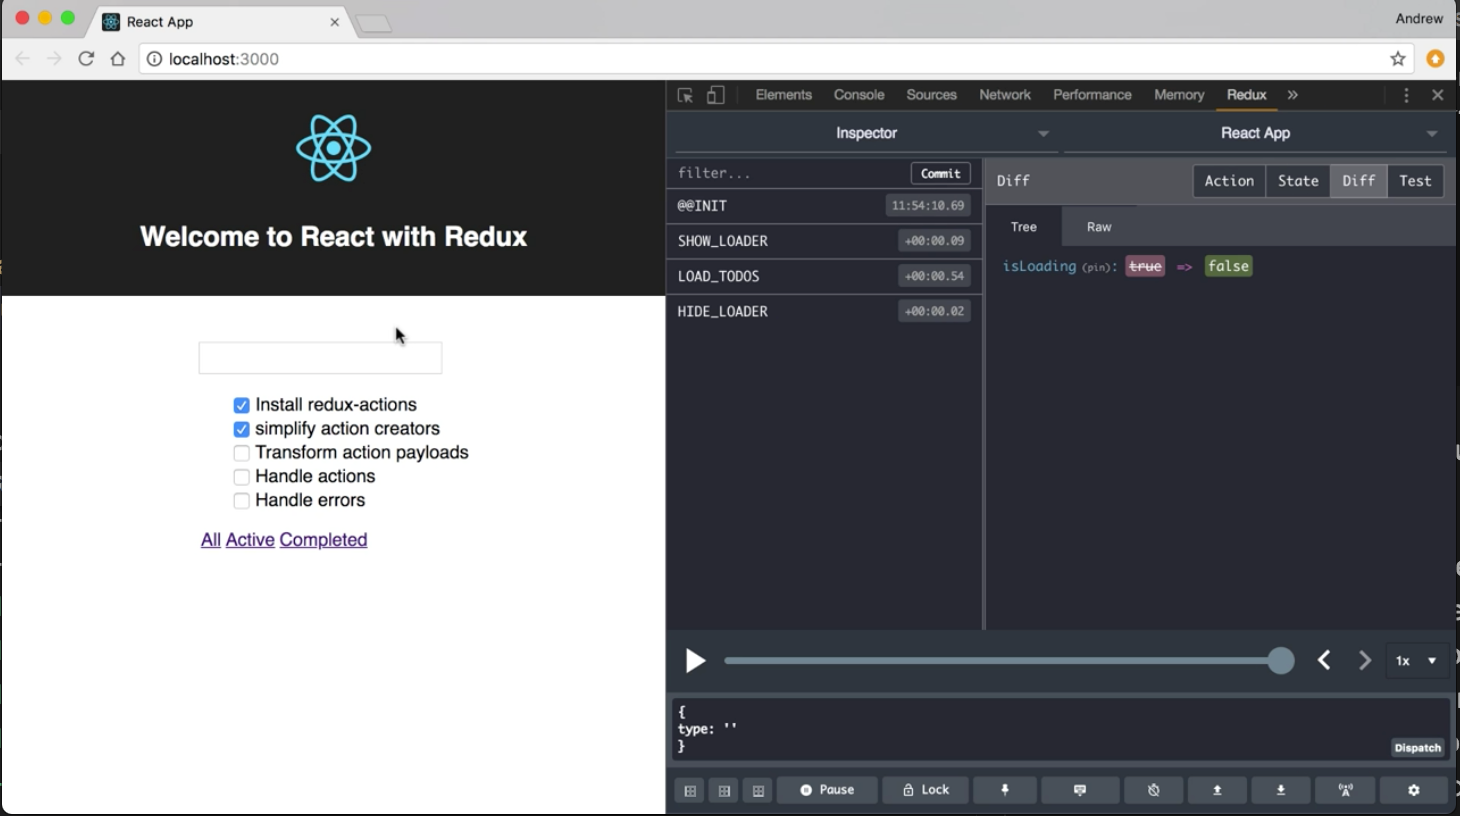 React App
Andrew
localhost:3000
Elements Console Sources Network Performance Memory Redux »
Inspector
React App
Welcome to React with Redux
filter...
Commit
@@INIT 11:54:10.69
SHOW_LOADER +00:00.09
LOAD_TODOS +00:00.54
HIDE_LOADER +00:00.02
Diff
Action State Diff Test
Tree Raw
isLoading (pin): true => false
Install redux-actions
simplify action creators
Transform action payloads
Handle actions
Handle errors
All Active Completed
1x
{
type: ''
}
Dispatch
Pause Lock